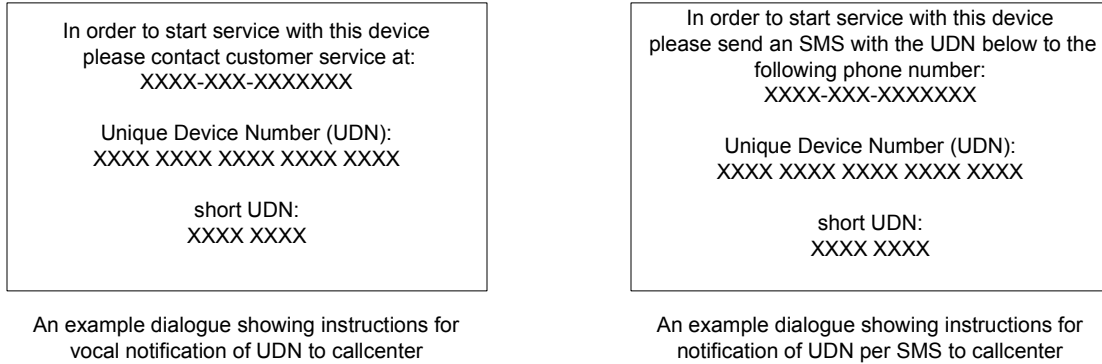 In order to start service with this device
please contact customer service at:
XXXX-XXX-XXXXXXX
Unique Device Number (UDN):
XXXX XXXX XXXX XXXX XXXX
short UDN:
XXXX XXXX
An example dialogue showing instructions for
vocal notification of UDN to callcenter
In order to start service with this device
please send an SMS with the UDN below to the
following phone number:
XXXX-XXX-XXXXXXX
Unique Device Number (UDN):
XXXX XXXX XXXX XXXX XXXX
short UDN:
XXXX XXXX
An example dialogue showing instructions for
notification of UDN per SMS to callcenter